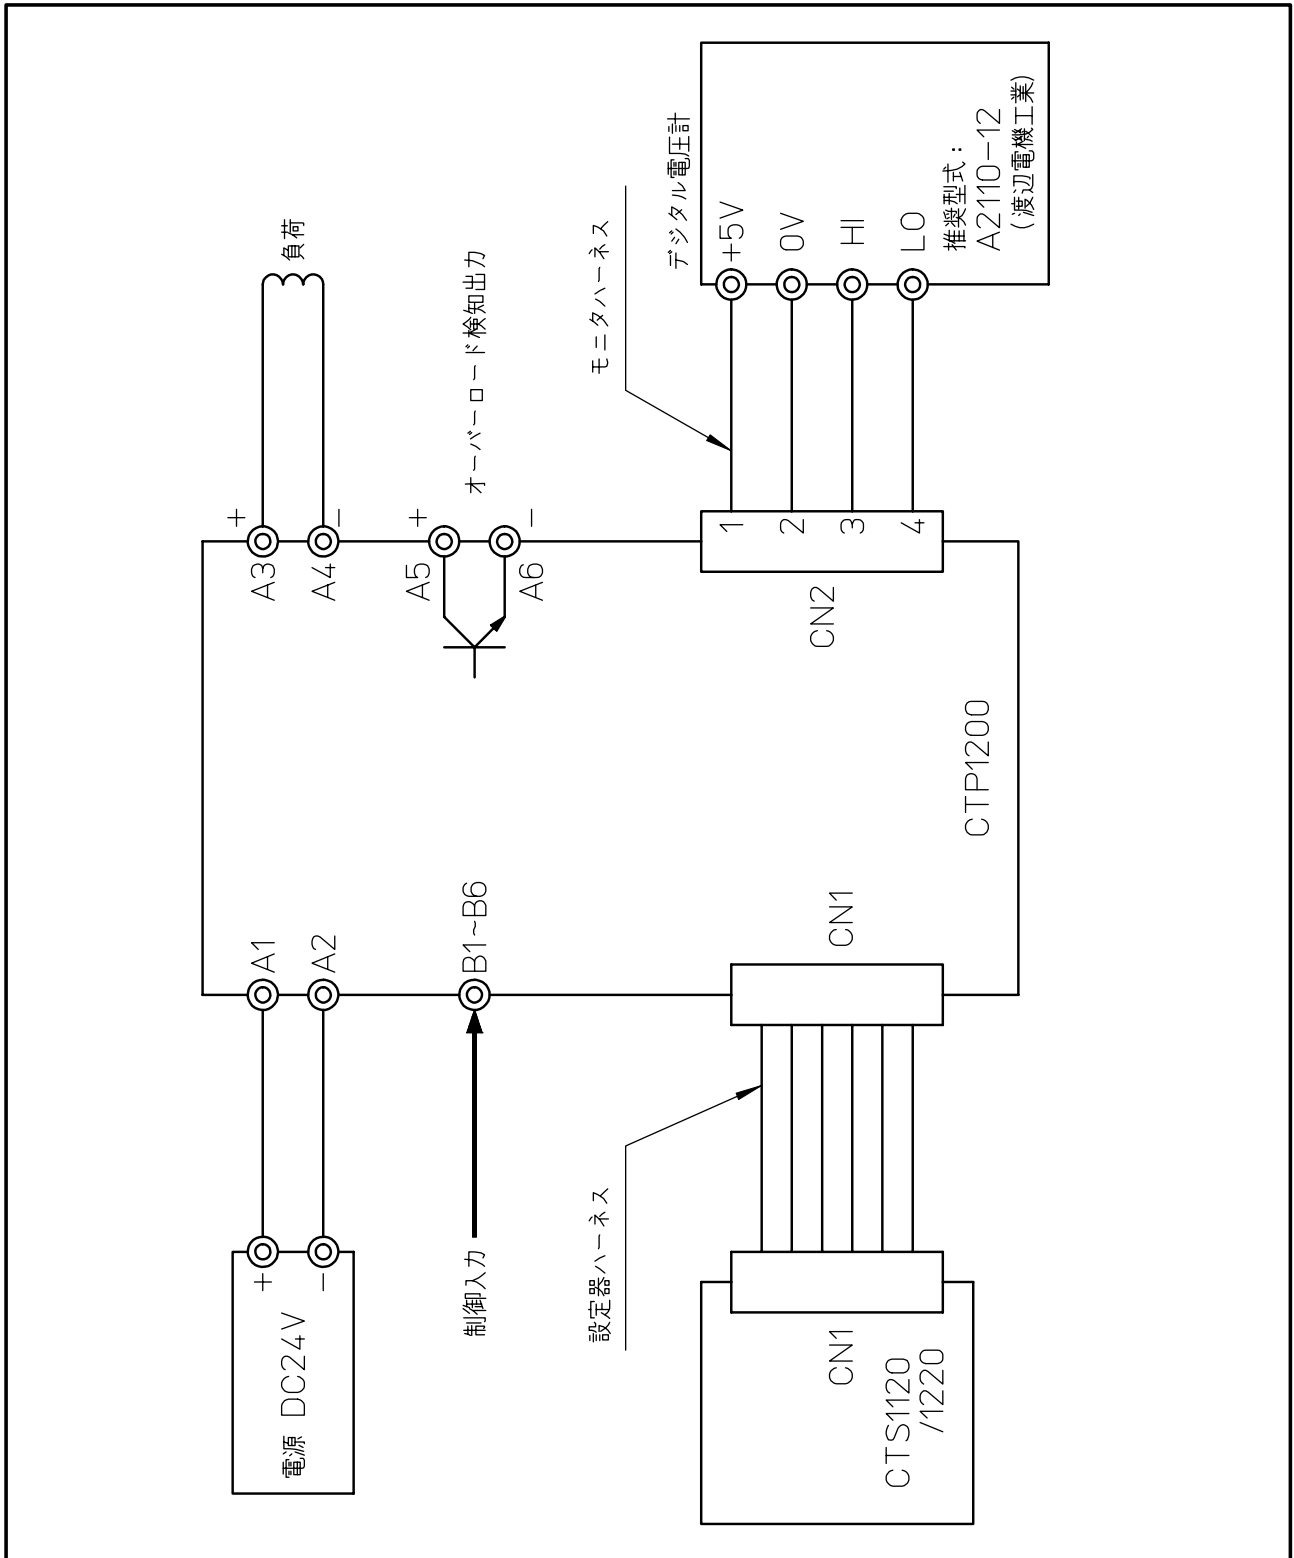 電源 DC24V
+
−
A1
A2
制御入力
B1~B6
A3
A4
+
−
負荷
A5
A6
+
−
オーバーロード検知出力
設定器ハーネス
モニタハーネス
デジタル電圧計
CTS1120
/1220
CN1
CN1
CTP1200
CN2
1
2
3
4
+5V
0V
HI
LO
推奨型式：
A2110-12
(渡辺電機工業)